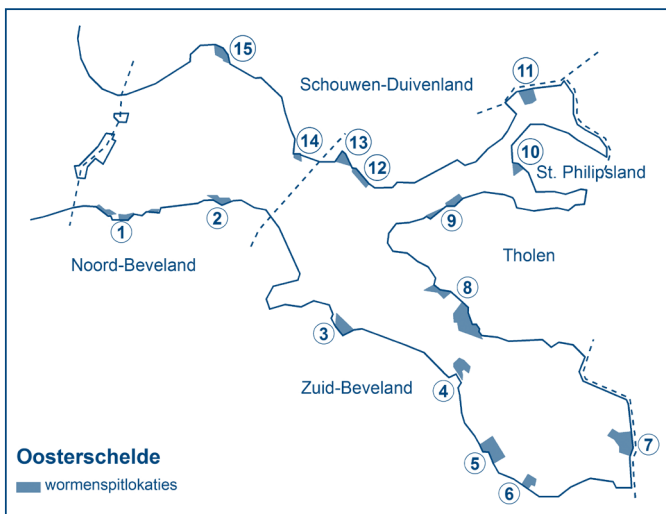 15
Schouwen-Duivenland
11
14
13
12
10
St. Philipsland
1
2
9
Noord-Beveland
Tholen
8
3
Zuid-Beveland
4
7
5
6
Oosterschelde
wormenspitlokaties